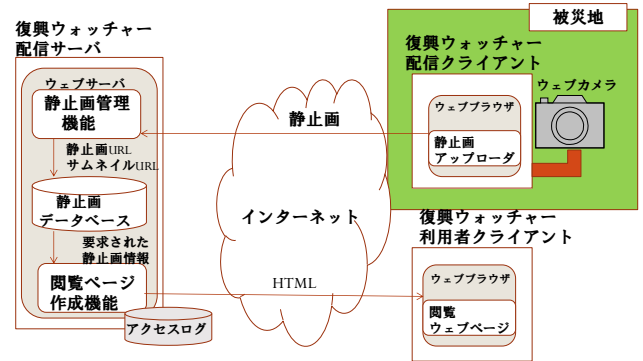 被災地
復興ウォッチャー
配信サーバ
ウェブサーバ
静止画管理
機能
静止画URL
サムネイルURL
静止画
データベース
要求された
静止画情報
閲覧ページ
作成機能
アクセスログ
静止画
インターネット
HTML
復興ウォッチャー
配信クライアント
ウェブカメラ
ウェブブラウザ
静止画
アップローダ
復興ウォッチャー
利用者クライアント
ウェブブラウザ
閲覧
ウェブページ